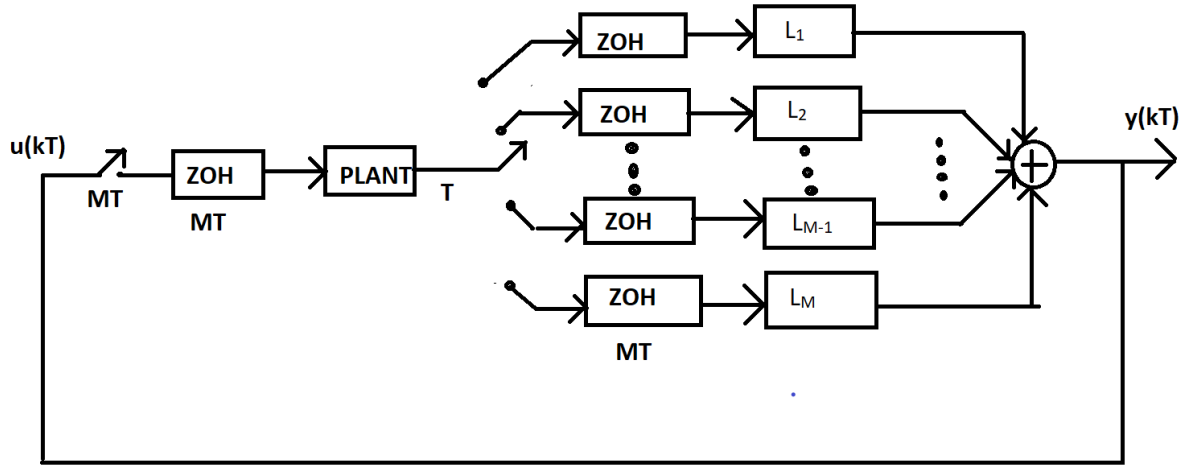 ZOH
L1
ZOH
L2
u(kT)
y(kT)
MT
ZOH
MT
PLANT
T
ZOH
LM-1
ZOH
LM
MT